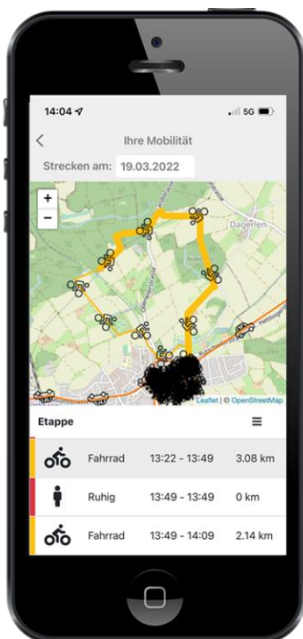 14:04
5G
Ihre Mobilität
Strecken am: 19.03.2022
+
−
Dagerlen
Leaflet | © OpenStreetMap
Etappe
Fahrrad 13:22 - 13:49 3.08 km
Ruhig 13:49 - 13:49 0 km
Fahrrad 13:49 - 14:09 2.14 km